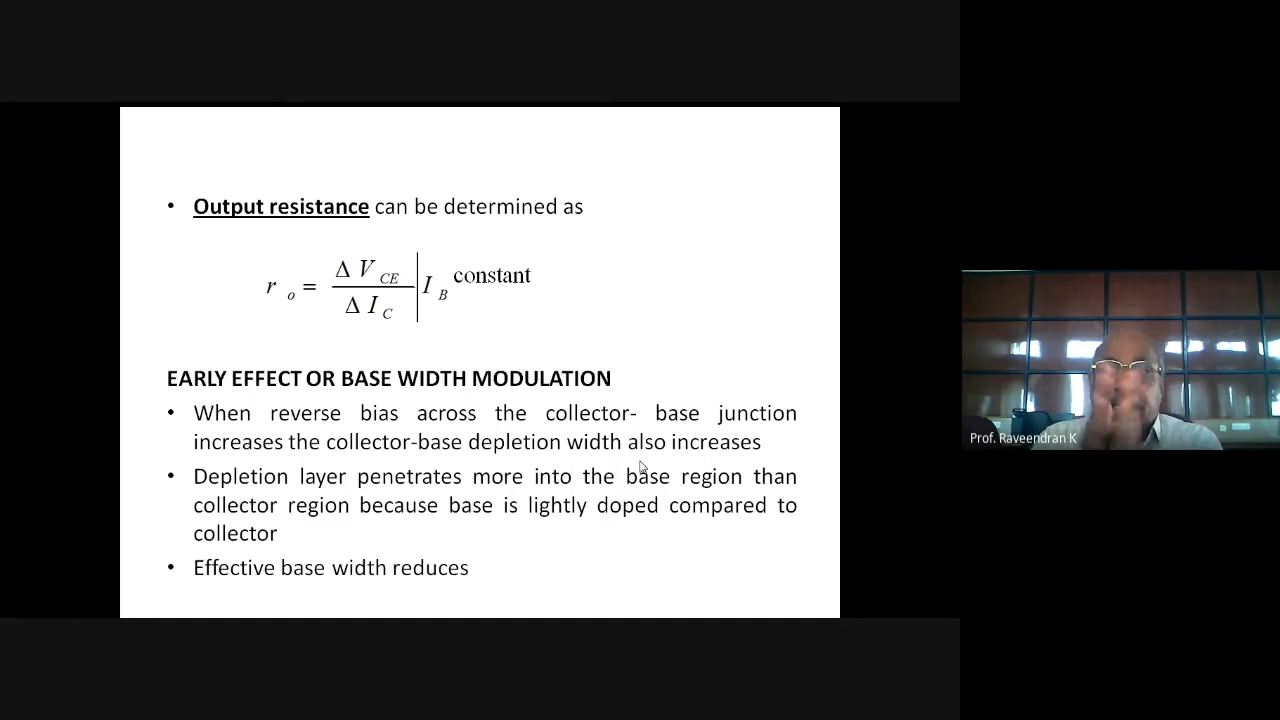 • Output resistance can be determined as
r o = Δ V CE / Δ I C | I B constant
EARLY EFFECT OR BASE WIDTH MODULATION
• When reverse bias across the collector- base junction
increases the collector-base depletion width also increases
• Depletion layer penetrates more into the base region than
collector region because base is lightly doped compared to
collector
• Effective base width reduces
Prof. Raveendran K